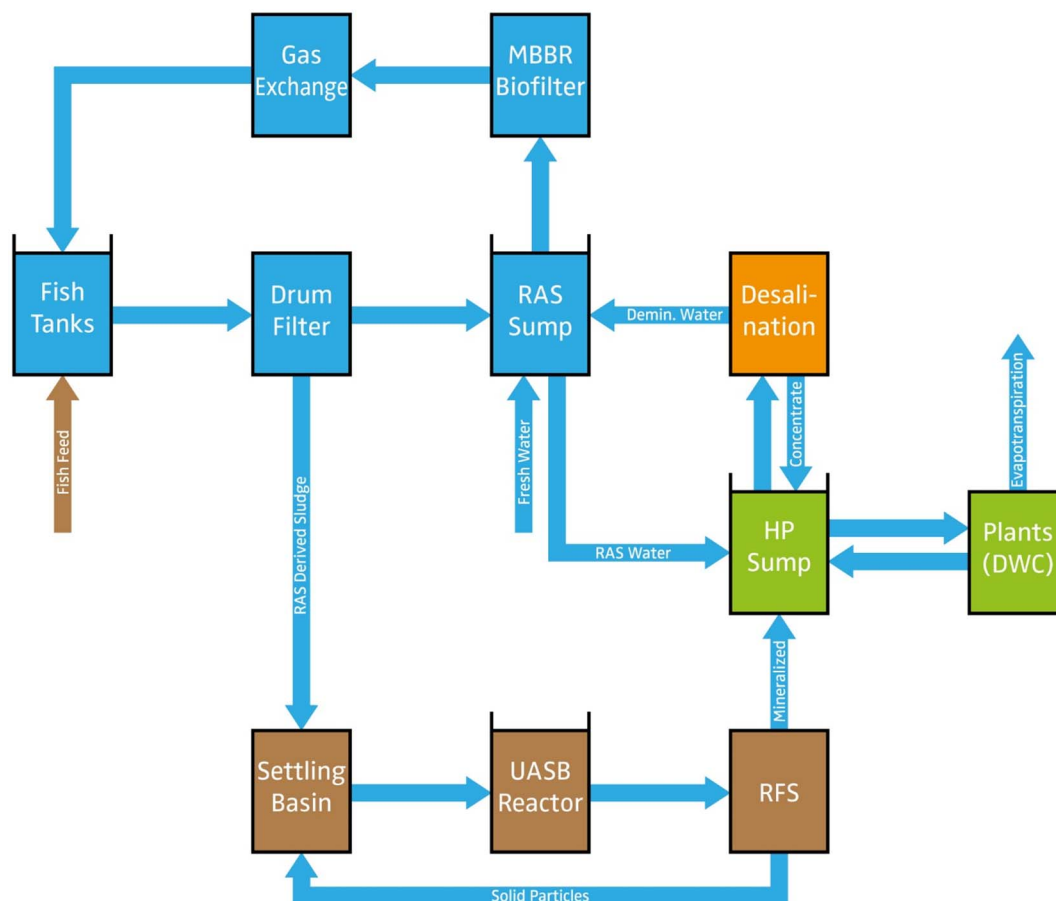 Gas
Exchange
MBBR
Biofilter
Fish
Tanks
Drum
Filter
RAS
Sump
Demin. Water
Desali-
nation
Fish Feed
RAS Derived Sludge
Fresh Water
RAS Water
Concentrate
Evapotranspiration
HP
Sump
Plants
(DWC)
Mineralized
Settling
Basin
UASB
Reactor
RFS
Solid Particles